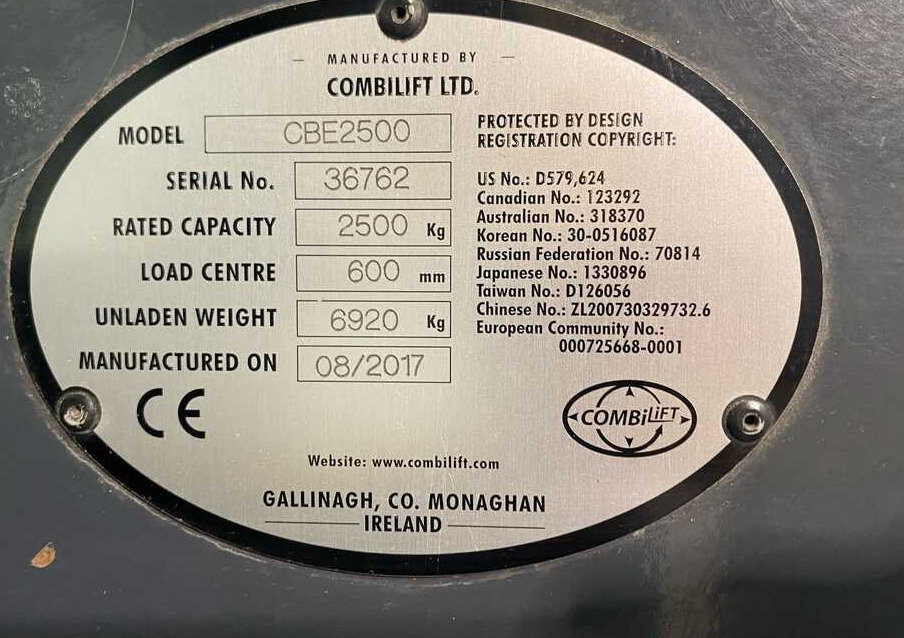 MANUFACTURED BY
COMBILIFT LTD.
MODEL CBE2500
SERIAL No. 36762
RATED CAPACITY 2500 Kg
LOAD CENTRE 600 mm
UNLADEN WEIGHT 6920 Kg
MANUFACTURED ON 08/2017
CE
PROTECTED BY DESIGN
REGISTRATION COPYRIGHT:
US No.: D579,624
Canadian No.: 123292
Australian No.: 318370
Korean No.: 30-0516087
Russian Federation No.: 70814
Japanese No.: 1330896
Taiwan No.: D126056
Chinese No.: ZL200730329732.6
European Community No.:
000725668-0001
COMBiLiFT
Website: www.combilift.com
GALLINAGH, CO. MONAGHAN
IRELAND